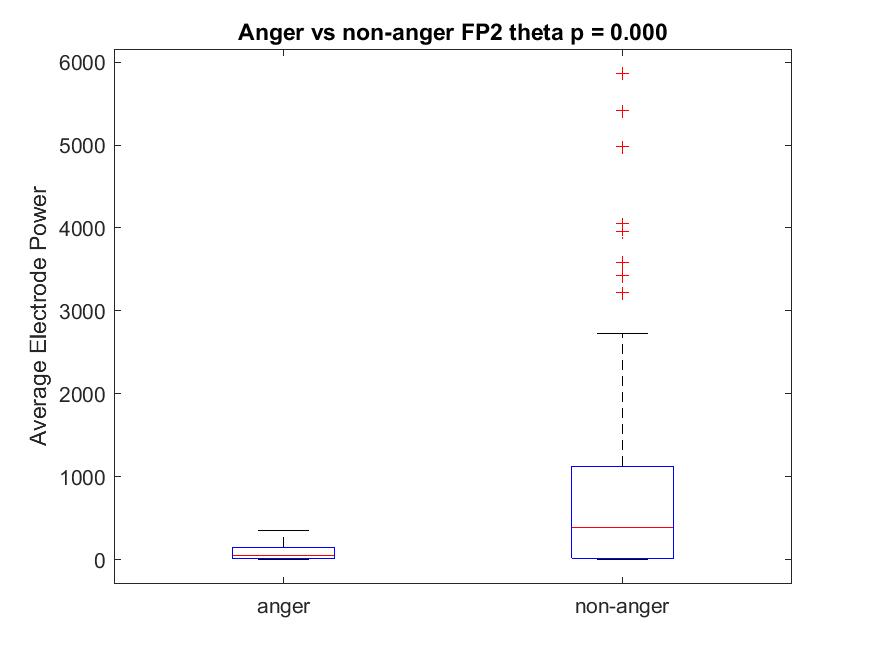 Anger vs non-anger FP2 theta p = 0.000
Average Electrode Power
6000
5000
4000
3000
2000
1000
0
anger
non-anger